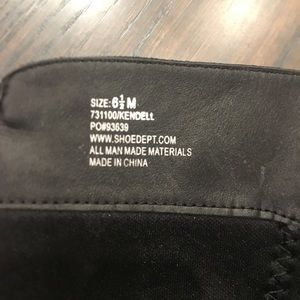 SIZE: 6½ M
731100/KENDELL
PO#93639
WWW.SHOEDEPT.COM
ALL MAN MADE MATERIALS
MADE IN CHINA